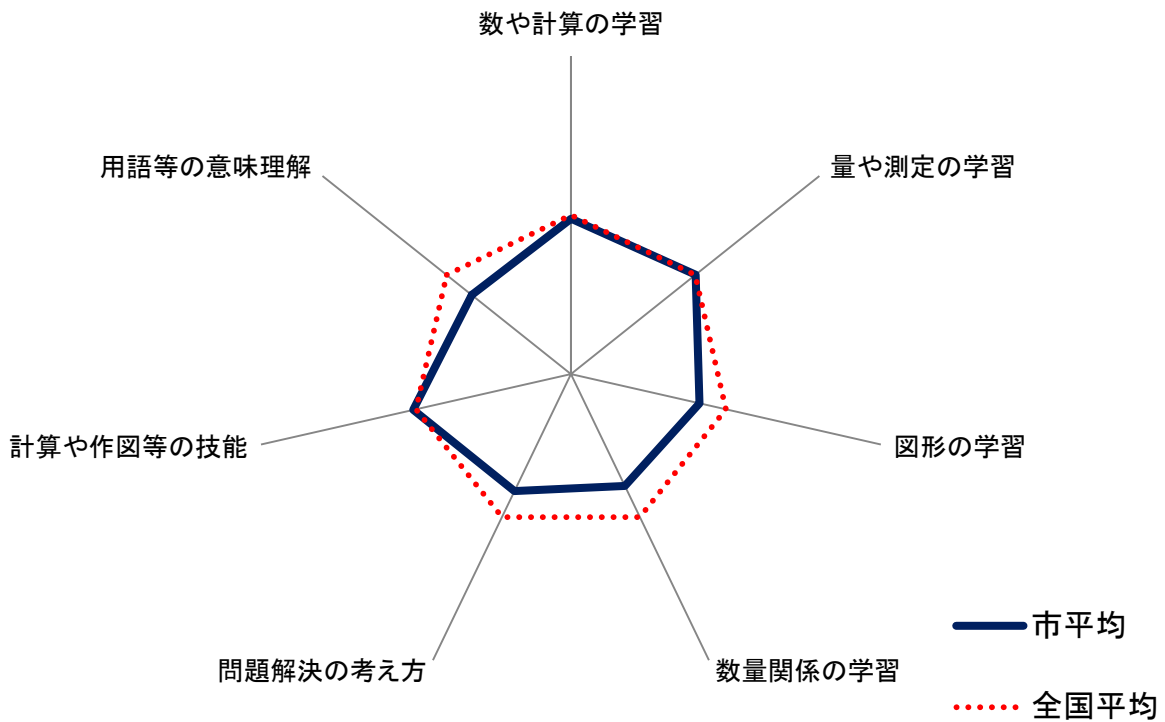 数や計算の学習
用語等の意味理解
量や測定の学習
計算や作図等の技能
図形の学習
問題解決の考え方
数量関係の学習
市平均
全国平均